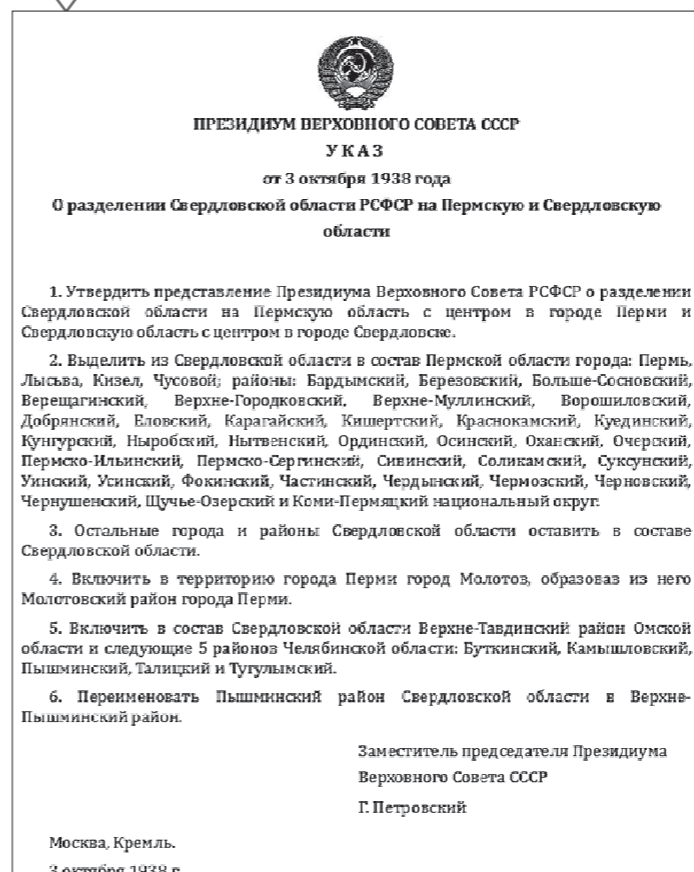 ПРЕЗИДИУМ ВЕРХОВНОГО СОВЕТА СССР
У К А З
от 3 октября 1938 года
О разделении Свердловской области РСФСР на Пермскую и Свердловскую
области
1. Утвердить представление Президиума Верховного Совета РСФСР о разделении
Свердловской области на Пермскую область с центром в городе Перми и
Свердловскую область с центром в городе Свердловске.
2. Выделить из Свердловской области в состав Пермской области города: Пермь,
Лысьва, Кизел, Чусовой; районы: Бардымский, Березовский, Больше-Сосновский,
Верещагинский, Верхне-Городковский, Верхне-Муллинский, Ворошиловский,
Добрянский, Еловский, Карагайский, Кишертский, Краснокамский, Куединский,
Кунгурский, Ныробский, Нытвенский, Ординский, Осинский, Оханский, Очерский,
Пермско-Ильинский, Пермско-Сергинский, Сивинский, Соликамский, Суксунский,
Уинский, Усинский, Фокинский, Частинский, Чердынский, Чермозский, Черновский,
Чернушенский, Щучье-Озерский и Коми-Пермяцкий национальный округ.
3. Остальные города и районы Свердловской области оставить в составе
Свердловской области.
4. Включить в территорию города Перми город Молотов, образовав из него
Молотовский район города Перми.
5. Включить в состав Свердловской области Верхне-Тавдинский район Омской
области и следующие 5 районов Челябинской области: Буткинский, Камышловский,
Пышминский, Талицкий и Тугулымский.
6. Переименовать Пышминский район Свердловской области в Верхне-
Пышминский район.
Заместитель председателя Президиума
Верховного Совета СССР
Г. Петровский
Москва, Кремль.
3 октября 1938 г.